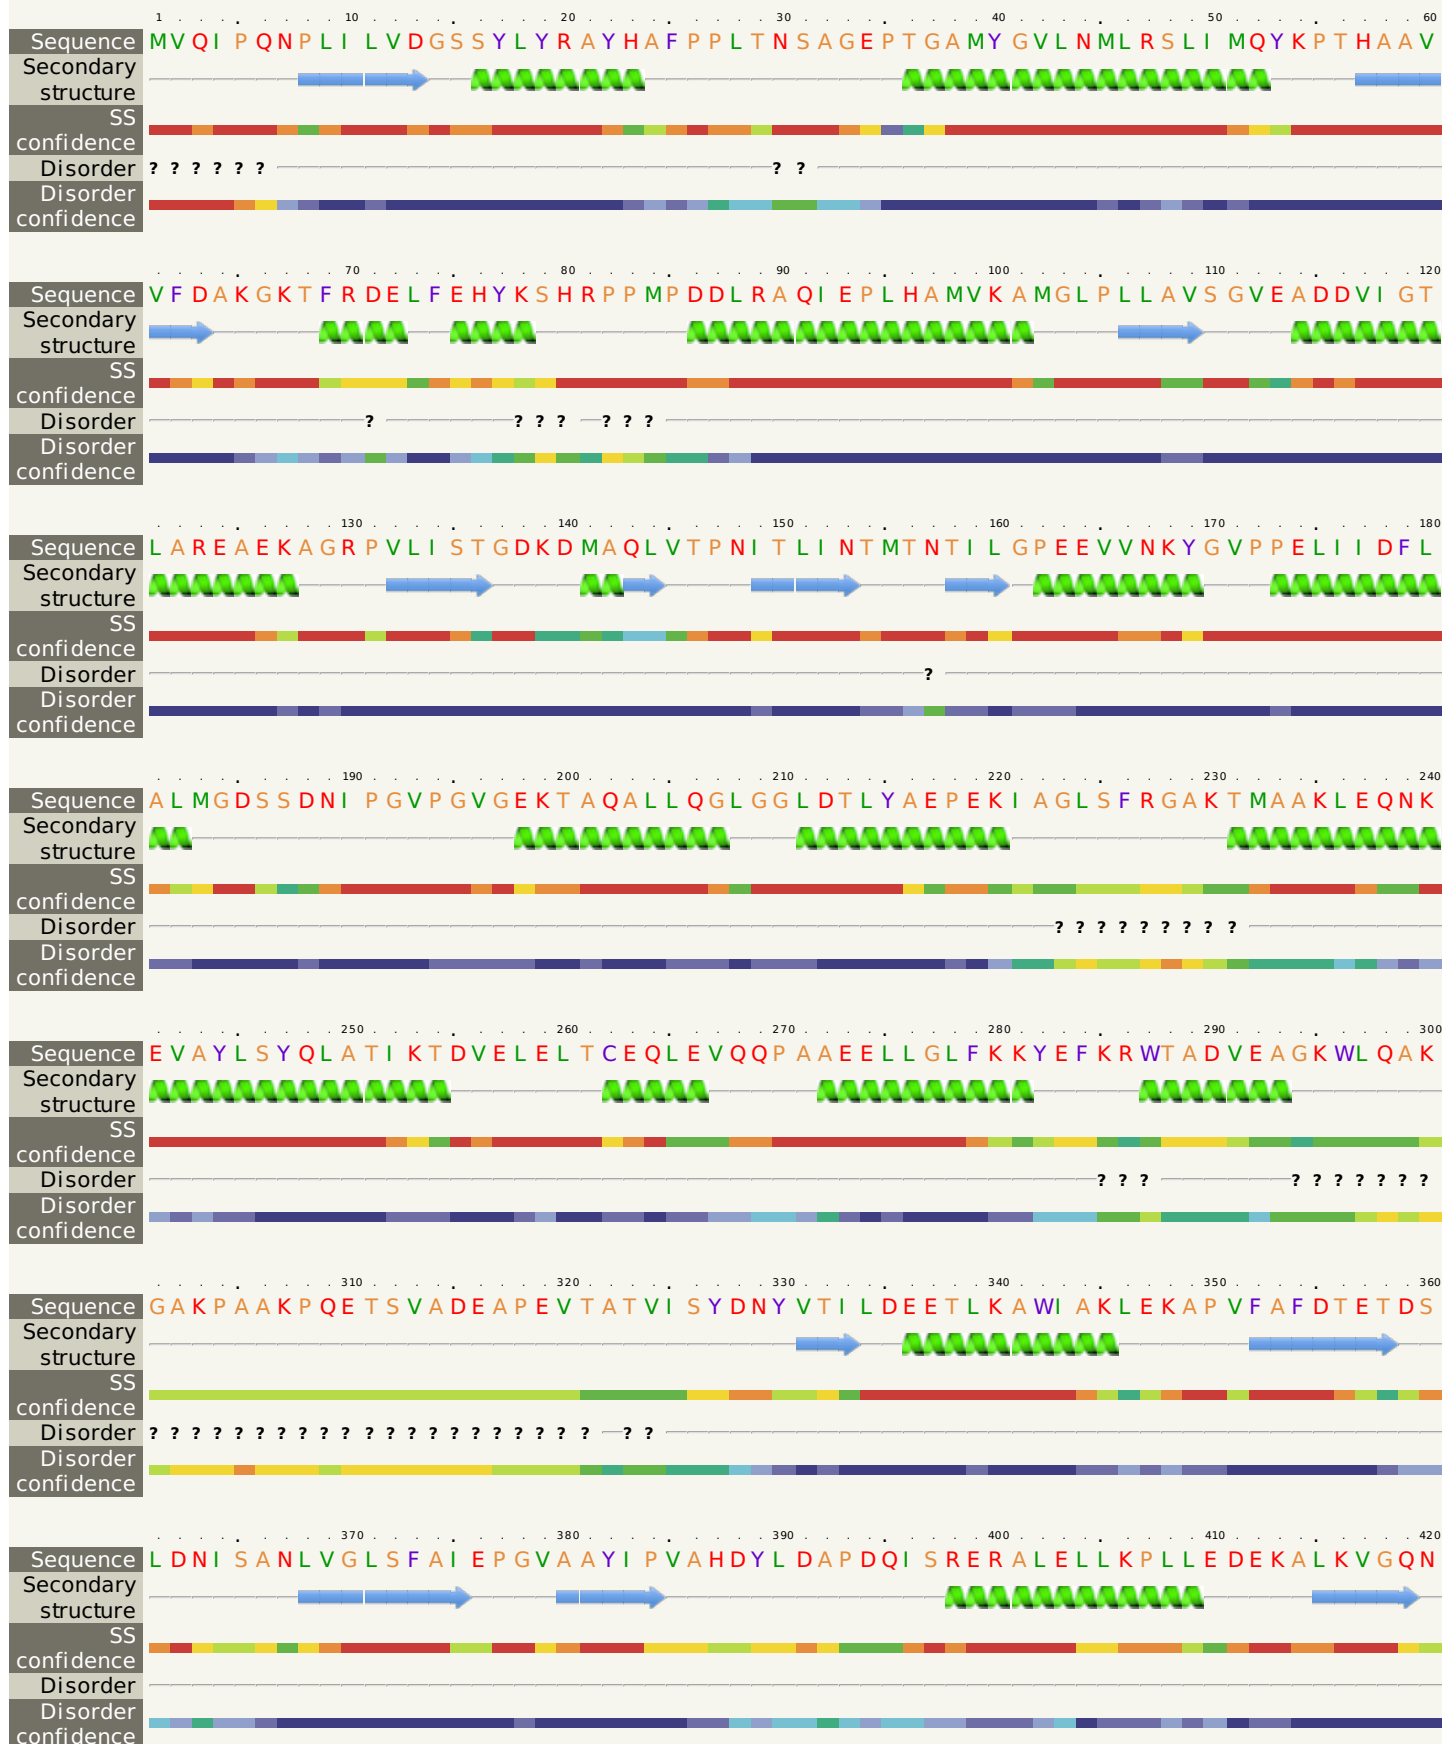 1 10 20 30 40 50 60
Sequence MVQIPQNPLILVDGSSYLYRAYHAFPPLTNSAGEPTGAMYGVLNMLRSLIMQYKPTHAAV
Secondary
structure
SS
confidence
Disorder ? ? ? ? ? ? ? ?
Disorder
confidence
70 80 90 100 110 120
Sequence VFDAKGKTFRDELFEHYKSHRPPMPDDLRAQIEPLHAMVKAMGLPLLAVSGVEADDVIGT
Secondary
structure
SS
confidence
Disorder ? ? ? ? ? ? ?
Disorder
confidence
130 140 150 160 170 180
Sequence LAREAEKAGRPVLISTGDKDMAQLVTPNITLINTMTNTILGPEEVVNKYGVPPELIIDFL
Secondary
structure
SS
confidence
Disorder ?
Disorder
confidence
190 200 210 220 230 240
Sequence ALMGDSSDNIPGVPGVGEKTAQALLQGLGGLDTLYAEPEKIAGLSFRGAKTMAAKLEQNK
Secondary
structure
SS
confidence
Disorder ? ? ? ? ? ? ? ? ?
Disorder
confidence
250 260 270 280 290 300
Sequence EVAYLSYQLATIKTDVELELTCEQLEVQQPAAEELLGLFKKYEFKRWTADVEAGKWLQAK
Secondary
structure
SS
confidence
Disorder ? ? ? ? ? ? ? ? ? ?
Disorder
confidence
310 320 330 340 350 360
Sequence GAKPAAKPQETSVADEAPEVTATVISYDNYVTILDEETLKAWIAKLEKAPVFAFDTETDS
Secondary
structure
SS
confidence
Disorder ? ? ? ? ? ? ? ? ? ? ? ? ? ? ? ? ? ? ? ? ? ? ?
Disorder
confidence
370 380 390 400 410 420
Sequence LDNISANLVGLSFAIEPGVAAYIPVAHDYLDAPDQISRERALELLKPLLEDEKALKVGQN
Secondary
structure
SS
confidence
Disorder
Disorder
confidence